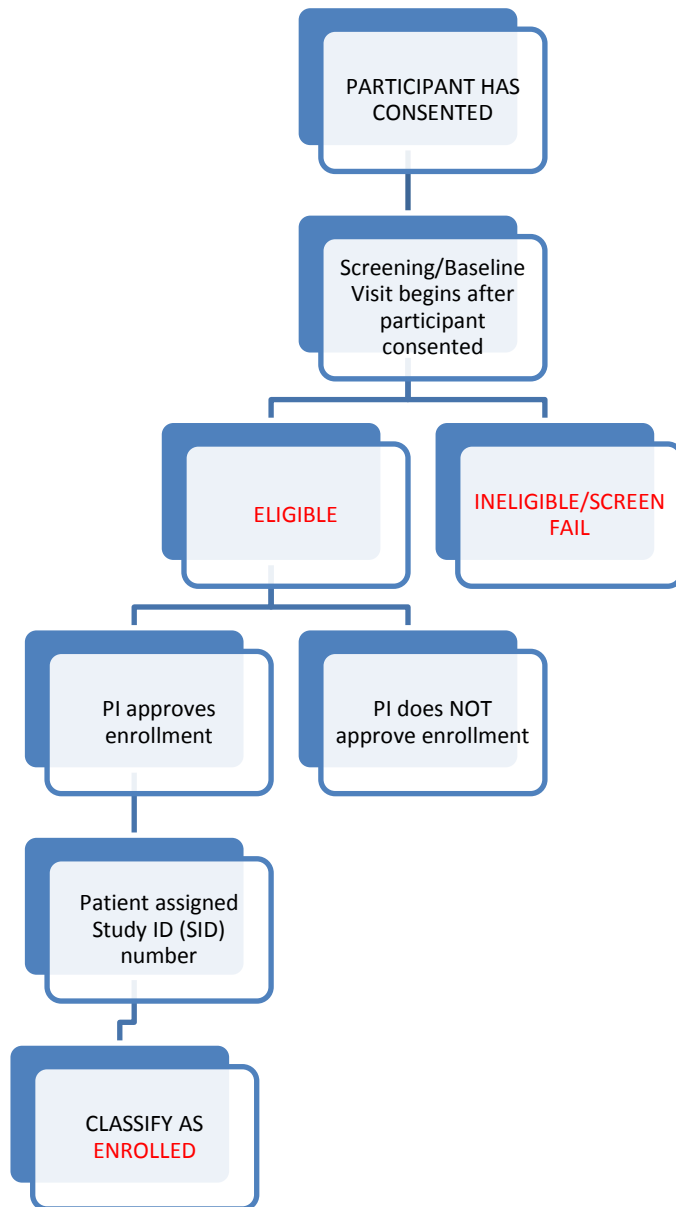 PARTICIPANT HAS
CONSENTED
Screening/Baseline
Visit begins after
participant
consented
ELIGIBLE
INELIGIBLE/SCREEN
FAIL
PI approves
enrollment
PI does NOT
approve enrollment
Patient assigned
Study ID (SID)
number
CLASSIFY AS
ENROLLED